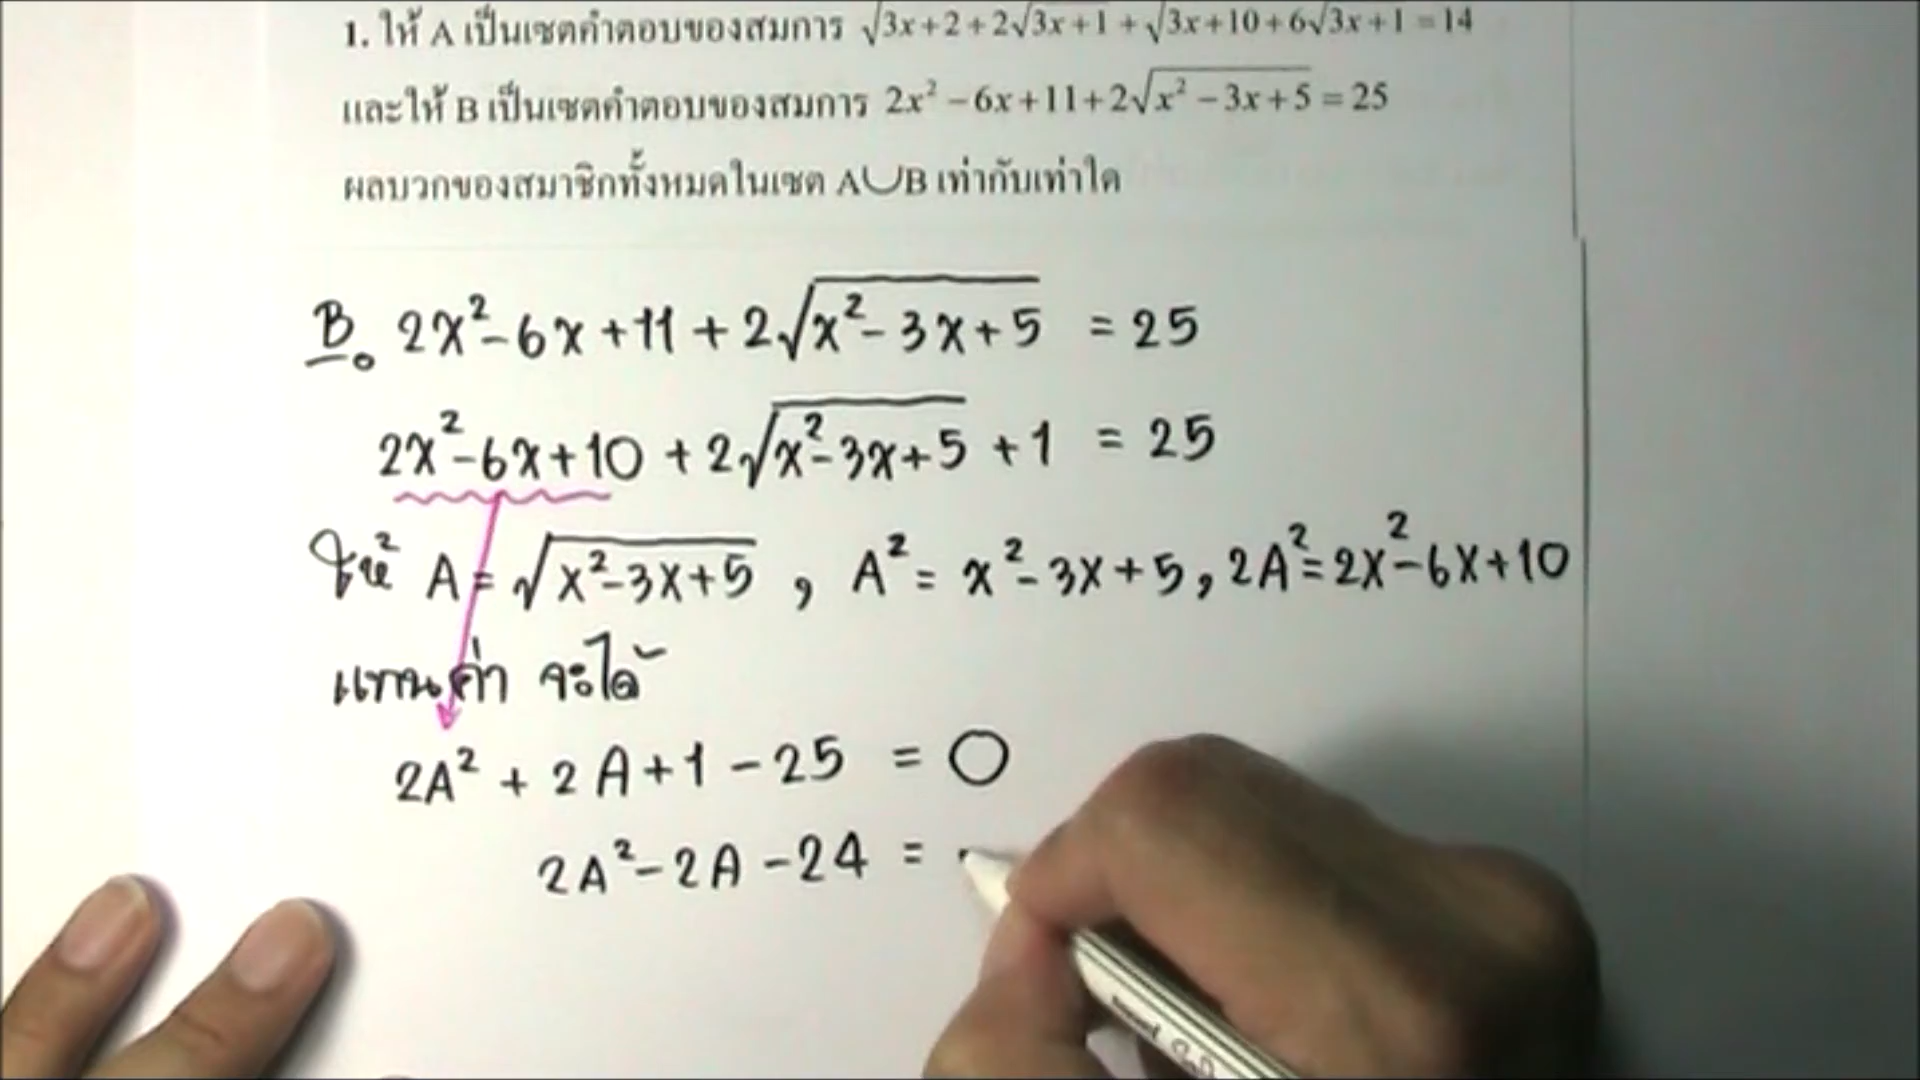 1. ให้ A เป็นเซตคำตอบของสมการ √3x+2+2√3x+1 + √3x+10+6√3x+1 = 14
และให้ B เป็นเซตคำตอบของสมการ 2x² − 6x + 11 + 2√x² − 3x + 5 = 25
ผลบวกของสมาชิกทั้งหมดในเซต A∪B เท่ากับเท่าใด
B. 2x² - 6x + 11 + 2√x² - 3x + 5 = 25
2x² - 6x + 10 + 2√x² - 3x + 5 + 1 = 25
ให้ A = √x² - 3x + 5 , A² = x² - 3x + 5 , 2A² = 2x² - 6x + 10
แทนค่า จะได้
2A² + 2A + 1 - 25 = 0
2A² - 2A - 24 =